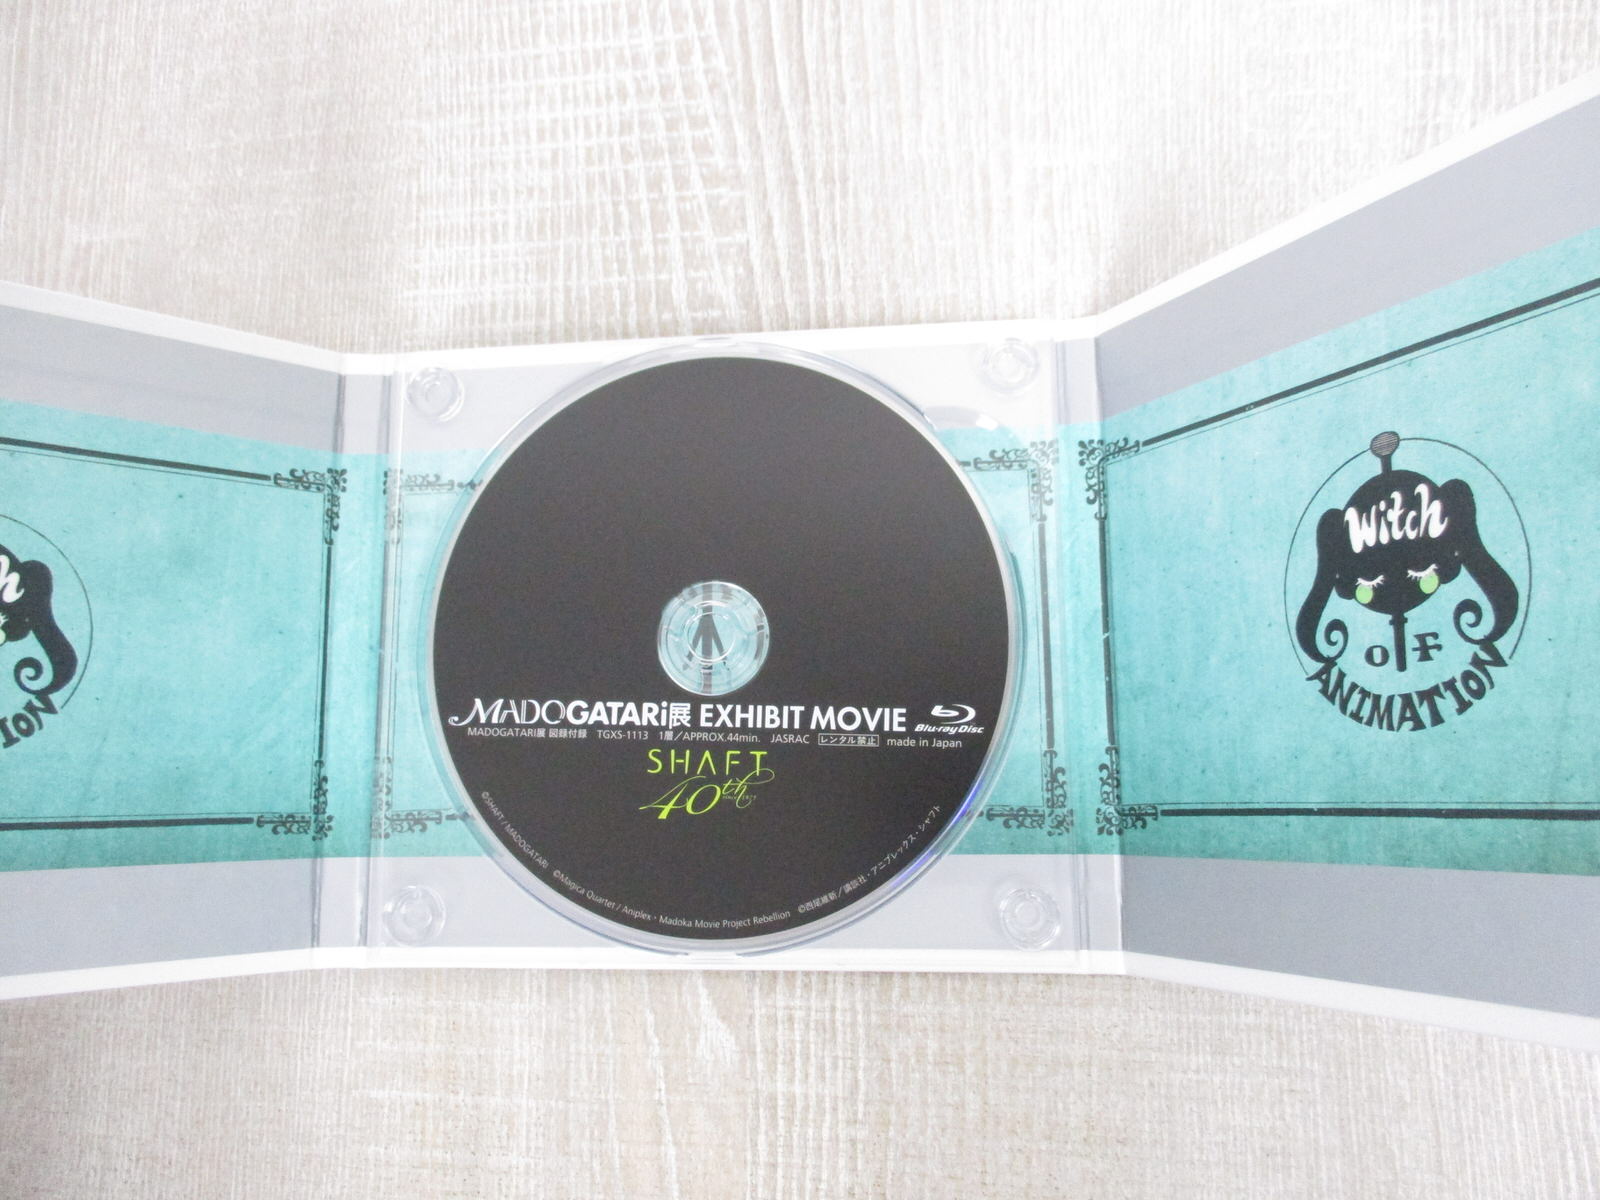 h
ION
MADOGATARi展 EXHIBIT MOVIE Blu-ray Disc
MADOGATARI展 図録付録 TGXS-1113 1層/APPROX.44min. JASRAC レンタル禁止 made in Japan
SHAFT
40th
©SHAFT / MADOGATARI ©Magica Quartet / Aniplex・Madoka Movie Project Rebellion ©西尾維新/講談社・アニプレックス・シャフト
Witch
OF
ANIMATION